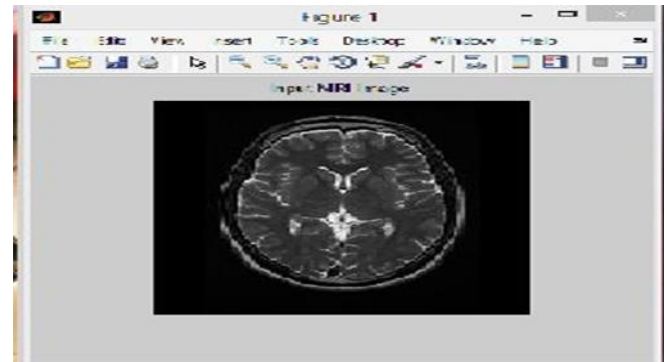 Figure 1
File Edit View Insert Tools Desktop Window Help
Input MRI Image